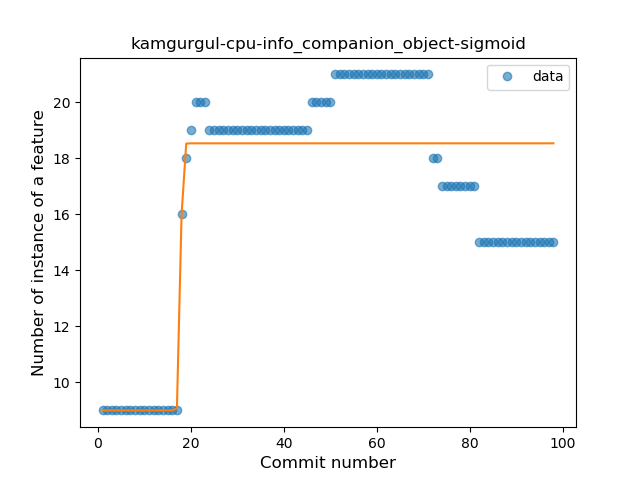 kamgurgul-cpu-info_companion_object-sigmoid
data
Number of instance of a feature
20
18
16
14
12
10
0 20 40 60 80 100
Commit number